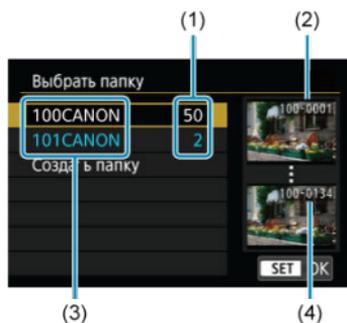 (1)
(2)
Выбрать папку
100CANON 50
100-0001
101CANON 2
Создать папку
100-0134
SET OK
(3)
(4)